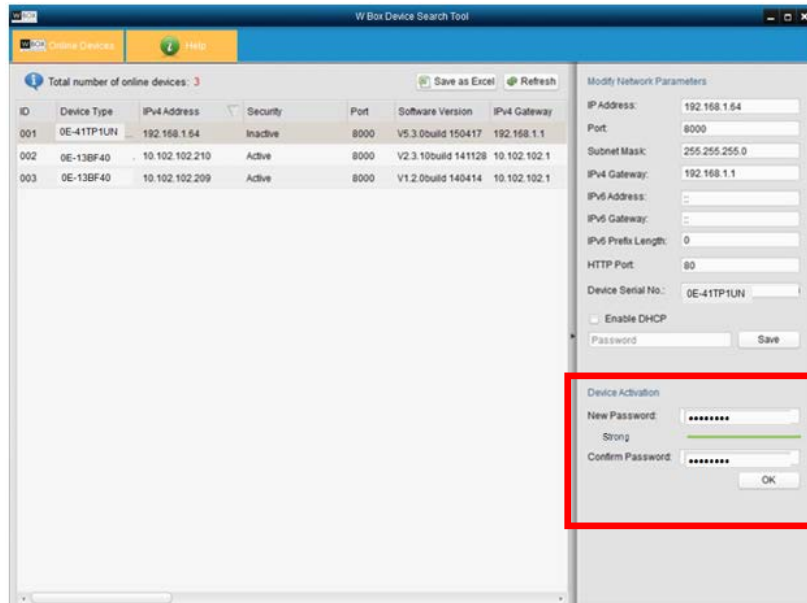 W BOX
W Box Device Search Tool
W BOX Online Devices
Help
Total number of online devices: 3
Save as Excel
Refresh
ID Device Type IPv4 Address Security Port Software Version IPv4 Gateway
001 0E-41TP1UN ... 192.168.1.64 Inactive 8000 V5.3.0build 150417 192.168.1.1
002 0E-13BF40 . 10.102.102.210 Active 8000 V2.3.10build 141128 10.102.102.1
003 0E-13BF40 10.102.102.209 Active 8000 V1.2.0build 140414 10.102.102.1
Modify Network Parameters
IP Address: 192.168.1.64
Port: 8000
Subnet Mask: 255.255.255.0
IPv4 Gateway: 192.168.1.1
IPv6 Address: ::
IPv6 Gateway: ::
IPv6 Prefix Length: 0
HTTP Port: 80
Device Serial No.: 0E-41TP1UN
Enable DHCP
Password Save
Device Activation
New Password: ••••••••
Strong
Confirm Password: ••••••••
OK